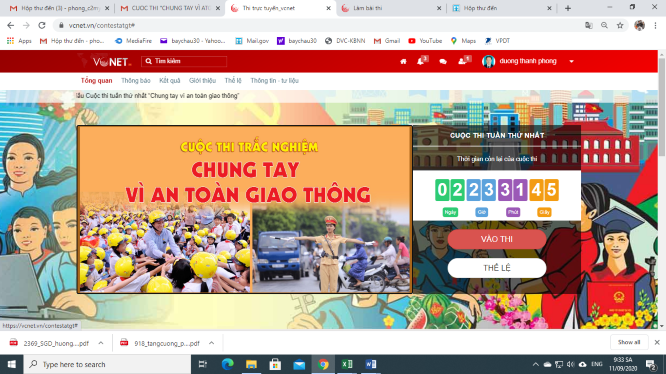 Hộp thư đến (3) - phong_c2n
CUOC THI "CHUNG TAY VÌ ATI
Thi trực tuyến_vcnet
Làm bài thi
Hộp thư đến
vcnet.vn/contestatgt#
Apps
Hộp thư đến - pho...
MediaFire
baychau30 - Yahoo...
Mail.gov
baychau30
DVC-KBNN
Gmail
YouTube
Maps
VPDT
VCNET
Tìm kiếm
3
1
duong thanh phong
Tổng quan
Thông báo
Kết quả
Giới thiệu
Thể lệ
Thông tin - tư liệu
đầu Cuộc thi tuần thứ nhất "Chung tay vì an toàn giao thông"
CUỘC THI TRẮC NGHIỆM
CHUNG TAY
VÌ AN TOÀN GIAO THÔNG
CUỘC THI TUẦN THỨ NHẤT
Thời gian còn lại của cuộc thi
02 23 31 45
Ngày Giờ Phút Giây
VÀO THI
THỂ LỆ
https://vcnet.vn/contestatgt#
2369_SGD_huong....pdf
918_tangcuong_p....pdf
Show all
Type here to search
ENG
9:33 SA
11/09/2020
2